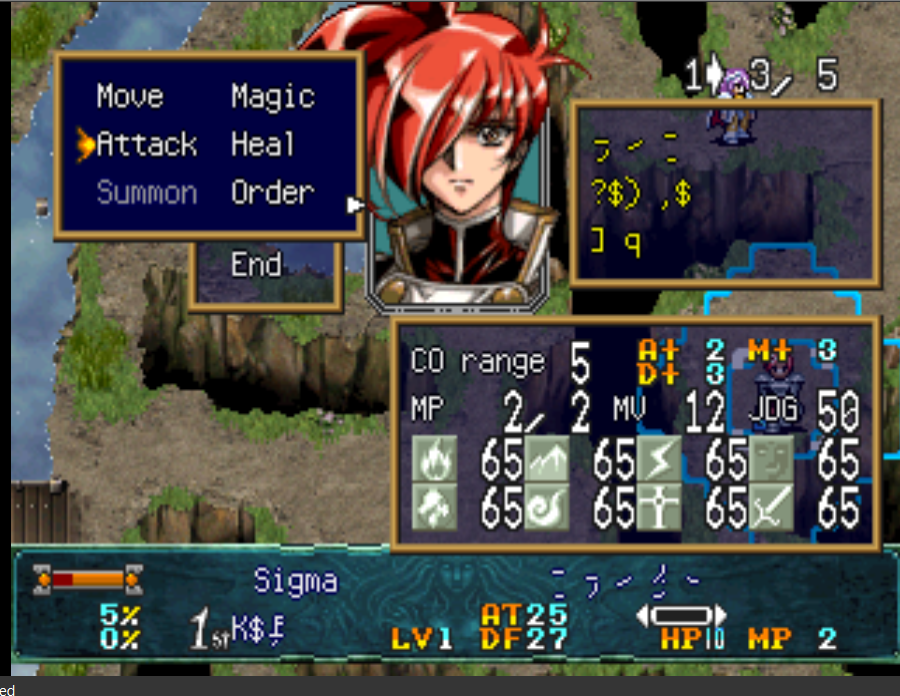 Move Magic
Attack Heal
Summon Order
End
1 3/ 5
?$) ,$
CO range 5 A+ 2 M+ 3
D+ 3
MP 2/ 2 MV 12 JDG 50
65 65 65 65
65 65 65 65
Sigma
5%
0%
1st K$
LV1
AT25
DF27
HP10 MP 2
ed